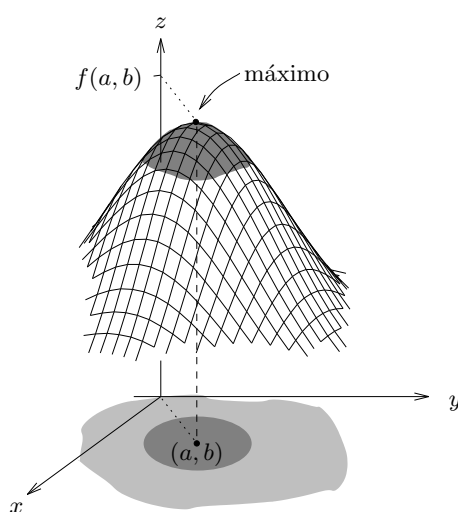 z
f(a, b)
máximo
y
(a, b)
x